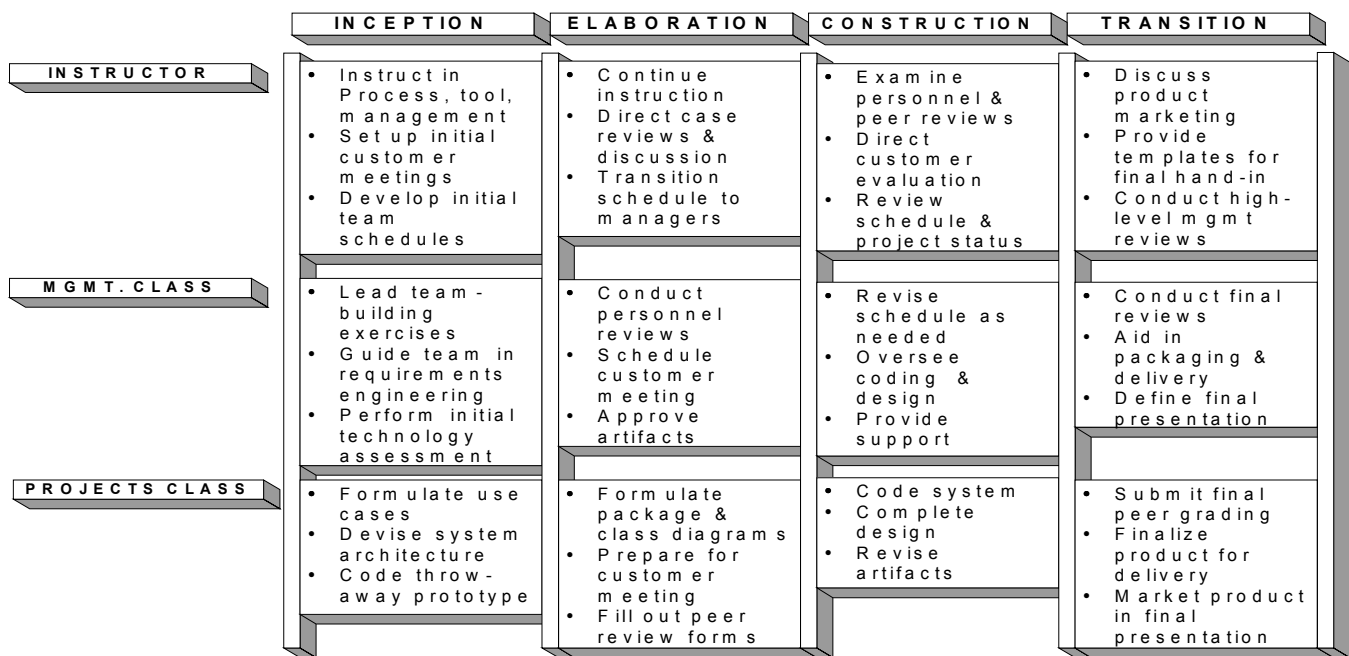 INCEPTION
ELABORATION
CONSTRUCTION
TRANSITION
INSTRUCTOR
• Instruct in
Process, tool,
management
• Set up initial
customer
meetings
• Develop initial
team
schedules
• Continue
instruction
• Direct case
reviews &
discussion
• Transition
schedule to
managers
• Examine
personnel &
peer reviews
• Direct
customer
evaluation
• Review
schedule &
project status
• Discuss
product
marketing
• Provide
templates for
final hand-in
• Conduct high-
level mgmt
reviews
MGMT. CLASS
• Lead team-
building
exercises
• Guide team in
requirements
engineering
• Perform initial
technology
assessment
• Conduct
personnel
reviews
• Schedule
customer
meeting
• Approve
artifacts
• Revise
schedule as
needed
• Oversee
coding &
design
• Provide
support
• Conduct final
reviews
• Aid in
packaging &
delivery
• Define final
presentation
PROJECTS CLASS
• Formulate use
cases
• Devise system
architecture
• Code throw-
away prototype
• Formulate
package &
class diagrams
• Prepare for
customer
meeting
• Fill out peer
review forms
• Code system
• Complete
design
• Revise
artifacts
• Submit final
peer grading
• Finalize
product for
delivery
• Market product
in final
presentation